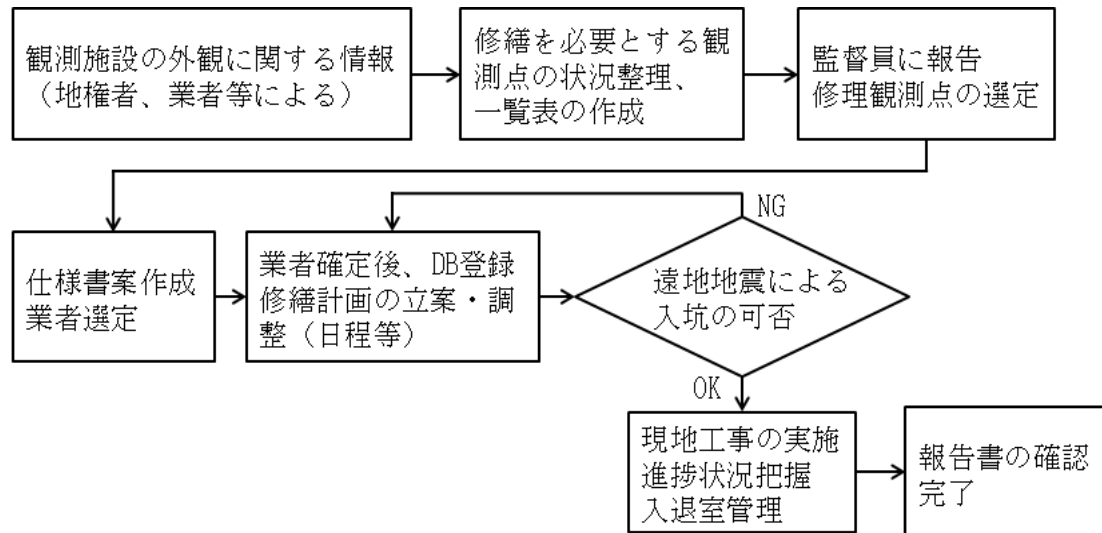 観測施設の外観に関する情報
（地権者、業者等による）
修繕を必要とする観
測点の状況整理、
一覧表の作成
監督員に報告
修理観測点の選定
仕様書案作成
業者選定
業者確定後、DB登録
修繕計画の立案・調
整（日程等）
NG
遠地地震による
入坑の可否
OK
現地工事の実施
進捗状況把握
入退室管理
報告書の確認
完了